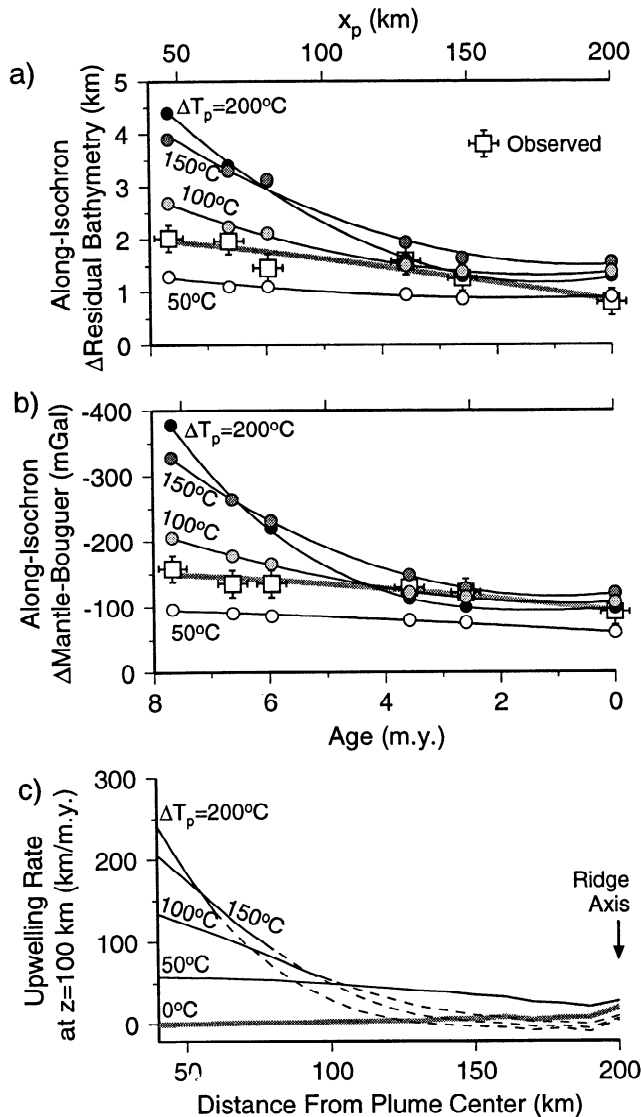 x_p (km)
50 100 150 200
a)
Along-Isochron
ΔResidual Bathymetry (km)
5
4
3
2
1
0
ΔT_p=200°C
150°C
100°C
50°C
Observed
b)
Along-Isochron
ΔMantle-Bouguer (mGal)
-400
-300
-200
-100
0
ΔT_p=200°C
150°C
100°C
50°C
8 6 4 2 0
Age (m.y.)
c)
Upwelling Rate
at z=100 km (km/m.y.)
300
200
100
0
ΔT_p=200°C
150°C
100°C
50°C
0°C
Ridge
Axis
50 100 150 200
Distance From Plume Center (km)